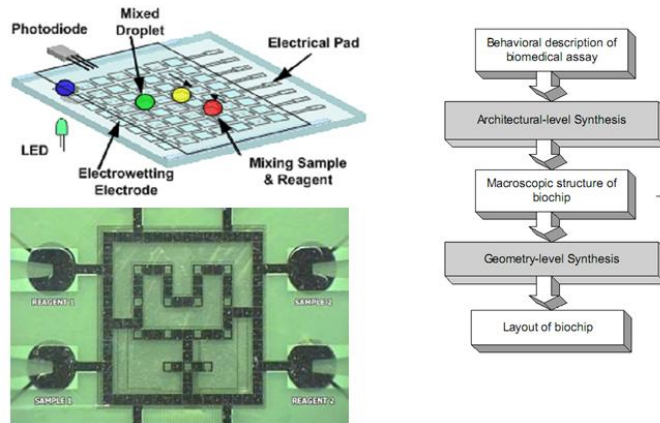 Photodiode
Mixed
Droplet
Electrical Pad
LED
Electrowetting
Electrode
Mixing Sample
& Reagent
REAGENT 1
SAMPLE 2
SAMPLE 1
REAGENT 2
Behavioral description of
biomedical assay
Architectural-level Synthesis
Macroscopic structure of
biochip
Geometry-level Synthesis
Layout of biochip